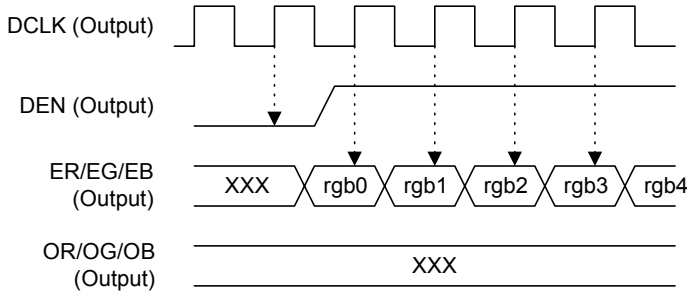 DCLK (Output)
DEN (Output)
ER/EG/EB
(Output)
XXX rgb0 rgb1 rgb2 rgb3 rgb4
OR/OG/OB
(Output)
XXX